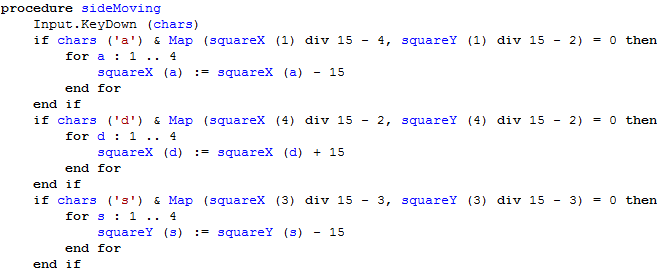 procedure sideMoving
    Input.KeyDown (chars)
    if chars ('a') & Map (squareX (1) div 15 - 4, squareY (1) div 15 - 2) = 0 then
        for a : 1 .. 4
            squareX (a) := squareX (a) - 15
        end for
    end if
    if chars ('d') & Map (squareX (4) div 15 - 2, squareY (4) div 15 - 2) = 0 then
        for d : 1 .. 4
            squareX (d) := squareX (d) + 15
        end for
    end if
    if chars ('s') & Map (squareX (3) div 15 - 3, squareY (3) div 15 - 3) = 0 then
        for s : 1 .. 4
            squareY (s) := squareY (s) - 15
        end for
    end if